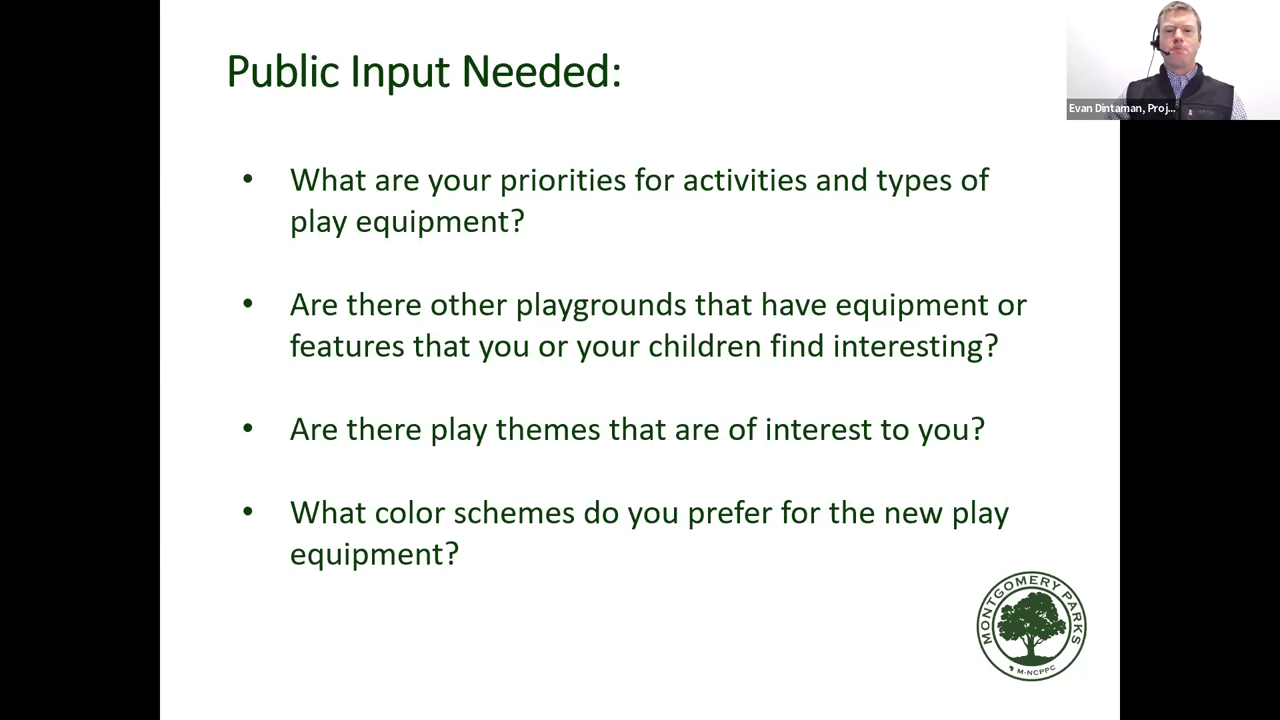 Public Input Needed:
Evan Dintaman, Proj...
• What are your priorities for activities and types of
play equipment?
• Are there other playgrounds that have equipment or
features that you or your children find interesting?
• Are there play themes that are of interest to you?
• What color schemes do you prefer for the new play
equipment?
MONTGOMERY PARKS
M-NCPPC